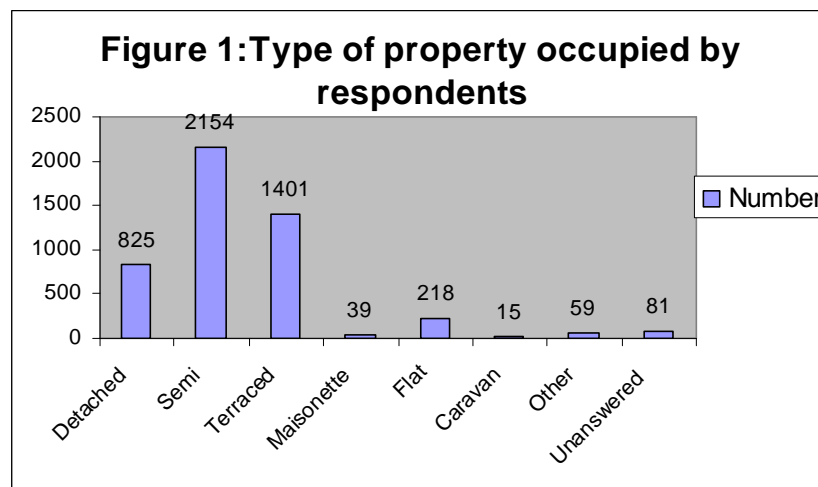 Figure 1:Type of property occupied by
respondents
2500
2000
1500
1000
500
0
825
2154
1401
39
218
15
59
81
Detached
Semi
Terraced
Maisonette
Flat
Caravan
Other
Unanswered
Number